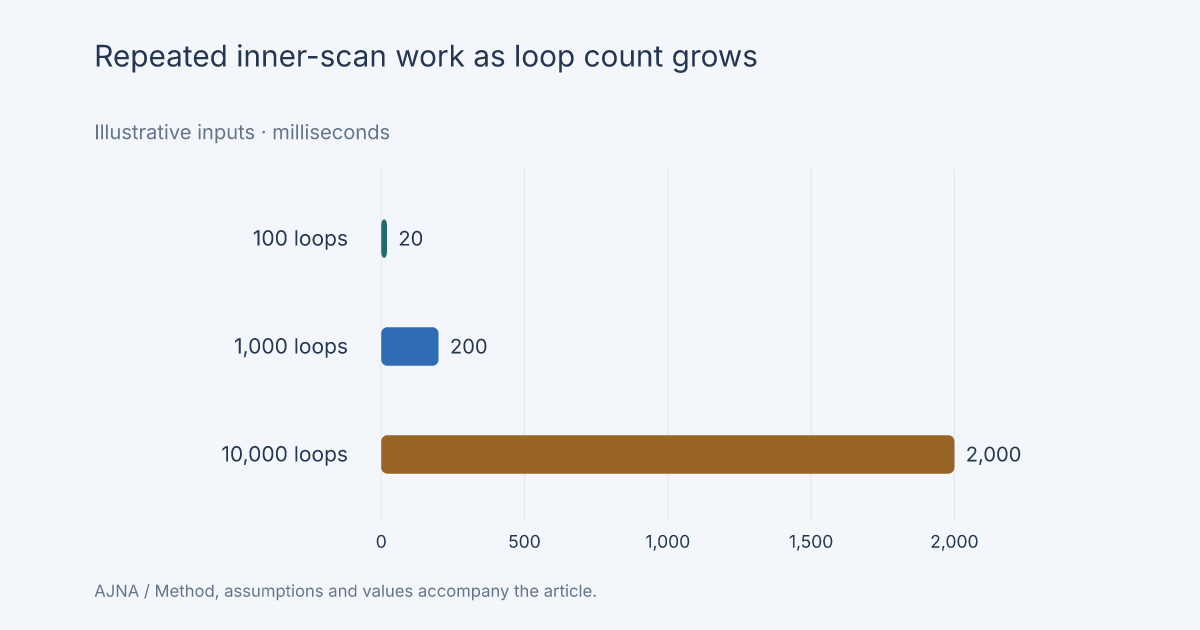 Repeated inner-scan work as loop count grows
Illustrative inputs · milliseconds
100 loops 20
1,000 loops 200
10,000 loops 2,000
0 500 1,000 1,500 2,000
AJNA / Method, assumptions and values accompany the article.